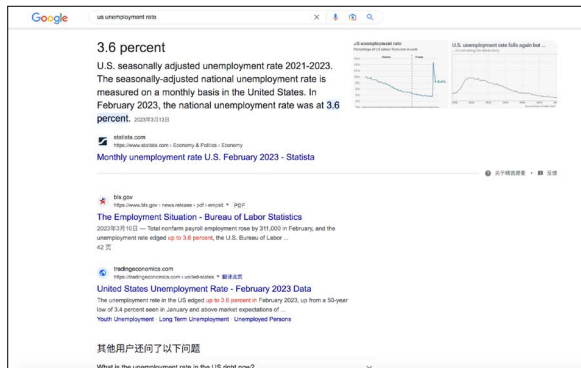 Google
us unemployment rate
3.6 percent
U.S. seasonally adjusted unemployment rate 2021-2023.
The seasonally-adjusted national unemployment rate is
measured on a monthly basis in the United States. In
February 2023, the national unemployment rate was at 3.6
percent. 2023年3月13日
US unemployment rate
U.S. unemployment rate falls again but ...
statista.com
https://www.statista.com › Economy & Politics › Economy
Monthly unemployment rate U.S. February 2023 - Statista
关于精选摘要 • 反馈
bls.gov
https://www.bls.gov › news.release › pdf › empsit PDF
The Employment Situation - Bureau of Labor Statistics
2023年3月10日 — Total nonfarm payroll employment rose by 311,000 in February, and the
unemployment rate edged up to 3.6 percent, the U.S. Bureau of Labor ...
42 页
tradingeconomics.com
https://tradingeconomics.com › united-states 翻译此页
United States Unemployment Rate - February 2023 Data
The unemployment rate in the US edged up to 3.6 percent in February 2023, up from a 50-year
low of 3.4 percent seen in January and above market expectations of ...
Youth Unemployment · Long Term Unemployment · Unemployed Persons
其他用户还问了以下问题
What is the unemployment rate in the US right now?